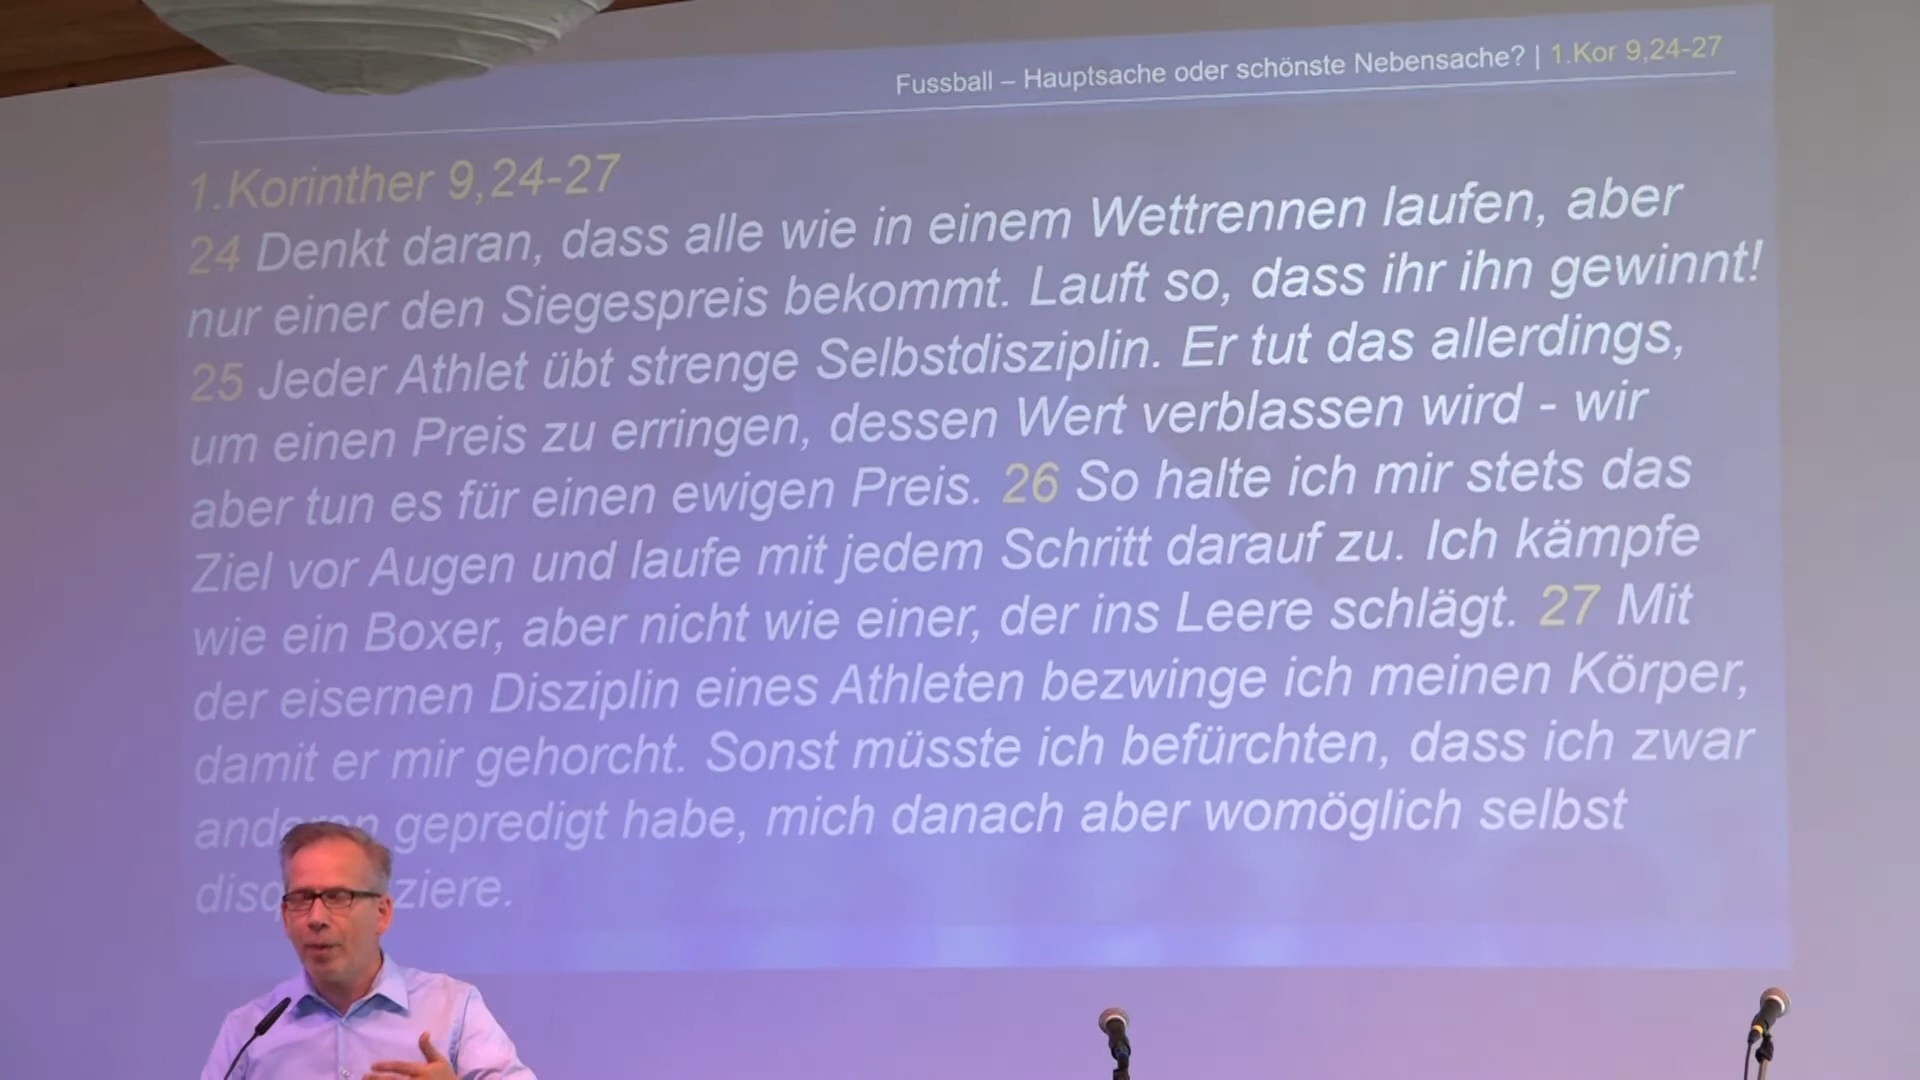 Fussball – Hauptsache oder schönste Nebensache? | 1.Kor 9,24-27
1.Korinther 9,24-27
24 Denkt daran, dass alle wie in einem Wettrennen laufen, aber
nur einer den Siegespreis bekommt. Lauft so, dass ihr ihn gewinnt!
25 Jeder Athlet übt strenge Selbstdisziplin. Er tut das allerdings,
um einen Preis zu erringen, dessen Wert verblassen wird - wir
aber tun es für einen ewigen Preis. 26 So halte ich mir stets das
Ziel vor Augen und laufe mit jedem Schritt darauf zu. Ich kämpfe
wie ein Boxer, aber nicht wie einer, der ins Leere schlägt. 27 Mit
der eisernen Disziplin eines Athleten bezwinge ich meinen Körper,
damit er mir gehorcht. Sonst müsste ich befürchten, dass ich zwar
gepredigt habe, mich danach aber womöglich selbst